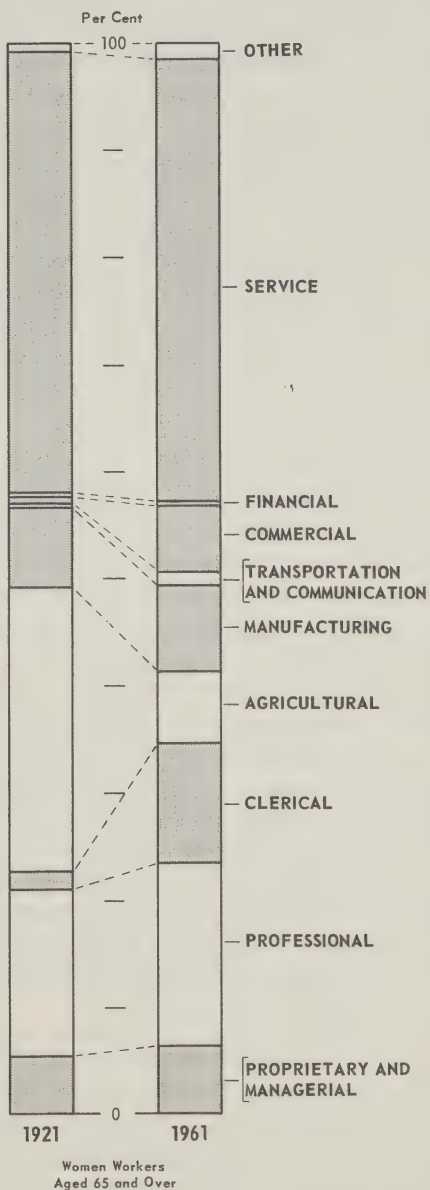 Per Cent
100
OTHER
SERVICE
FINANCIAL
COMMERCIAL
TRANSPORTATION
AND COMMUNICATION
MANUFACTURING
AGRICULTURAL
CLERICAL
PROFESSIONAL
PROPRIETARY AND
MANAGERIAL
0
1921
1961
Women Workers
Aged 65 and Over